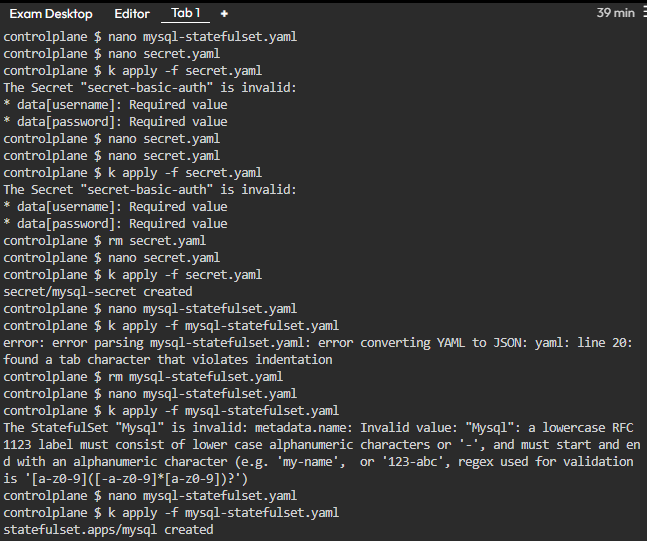 Exam Desktop Editor Tab 1 + 39 min
controlplane $ nano mysql-statefulset.yaml
controlplane $ nano secret.yaml
controlplane $ k apply -f secret.yaml
The Secret "secret-basic-auth" is invalid:
* data[username]: Required value
* data[password]: Required value
controlplane $ nano secret.yaml
controlplane $ nano secret.yaml
controlplane $ k apply -f secret.yaml
The Secret "secret-basic-auth" is invalid:
* data[username]: Required value
* data[password]: Required value
controlplane $ rm secret.yaml
controlplane $ nano secret.yaml
controlplane $ k apply -f secret.yaml
secret/mysql-secret created
controlplane $ nano mysql-statefulset.yaml
controlplane $ k apply -f mysql-statefulset.yaml
error: error parsing mysql-statefulset.yaml: error converting YAML to JSON: yaml: line 20:
found a tab character that violates indentation
controlplane $ rm mysql-statefulset.yaml
controlplane $ nano mysql-statefulset.yaml
controlplane $ k apply -f mysql-statefulset.yaml
The StatefulSet "Mysql" is invalid: metadata.name: Invalid value: "Mysql": a lowercase RFC
1123 label must consist of lower case alphanumeric characters or '-', and must start and en
d with an alphanumeric character (e.g. 'my-name',  or '123-abc', regex used for validation
is '[a-z0-9]([-a-z0-9]*[a-z0-9])?')
controlplane $ nano mysql-statefulset.yaml
controlplane $ k apply -f mysql-statefulset.yaml
statefulset.apps/mysql created